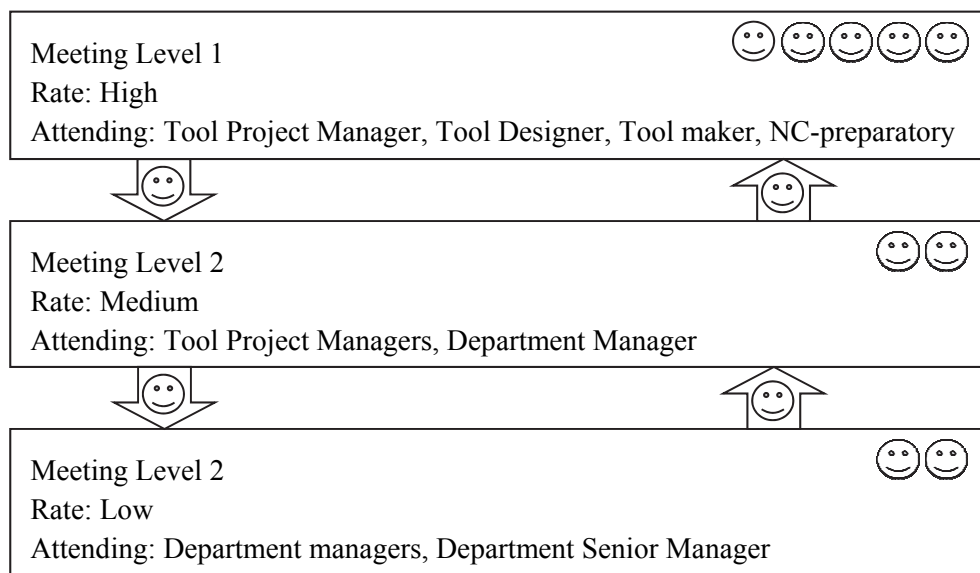 Meeting Level 1
Rate: High
Attending: Tool Project Manager, Tool Designer, Tool maker, NC-preparatory
Meeting Level 2
Rate: Medium
Attending: Tool Project Managers, Department Manager
Meeting Level 2
Rate: Low
Attending: Department managers, Department Senior Manager